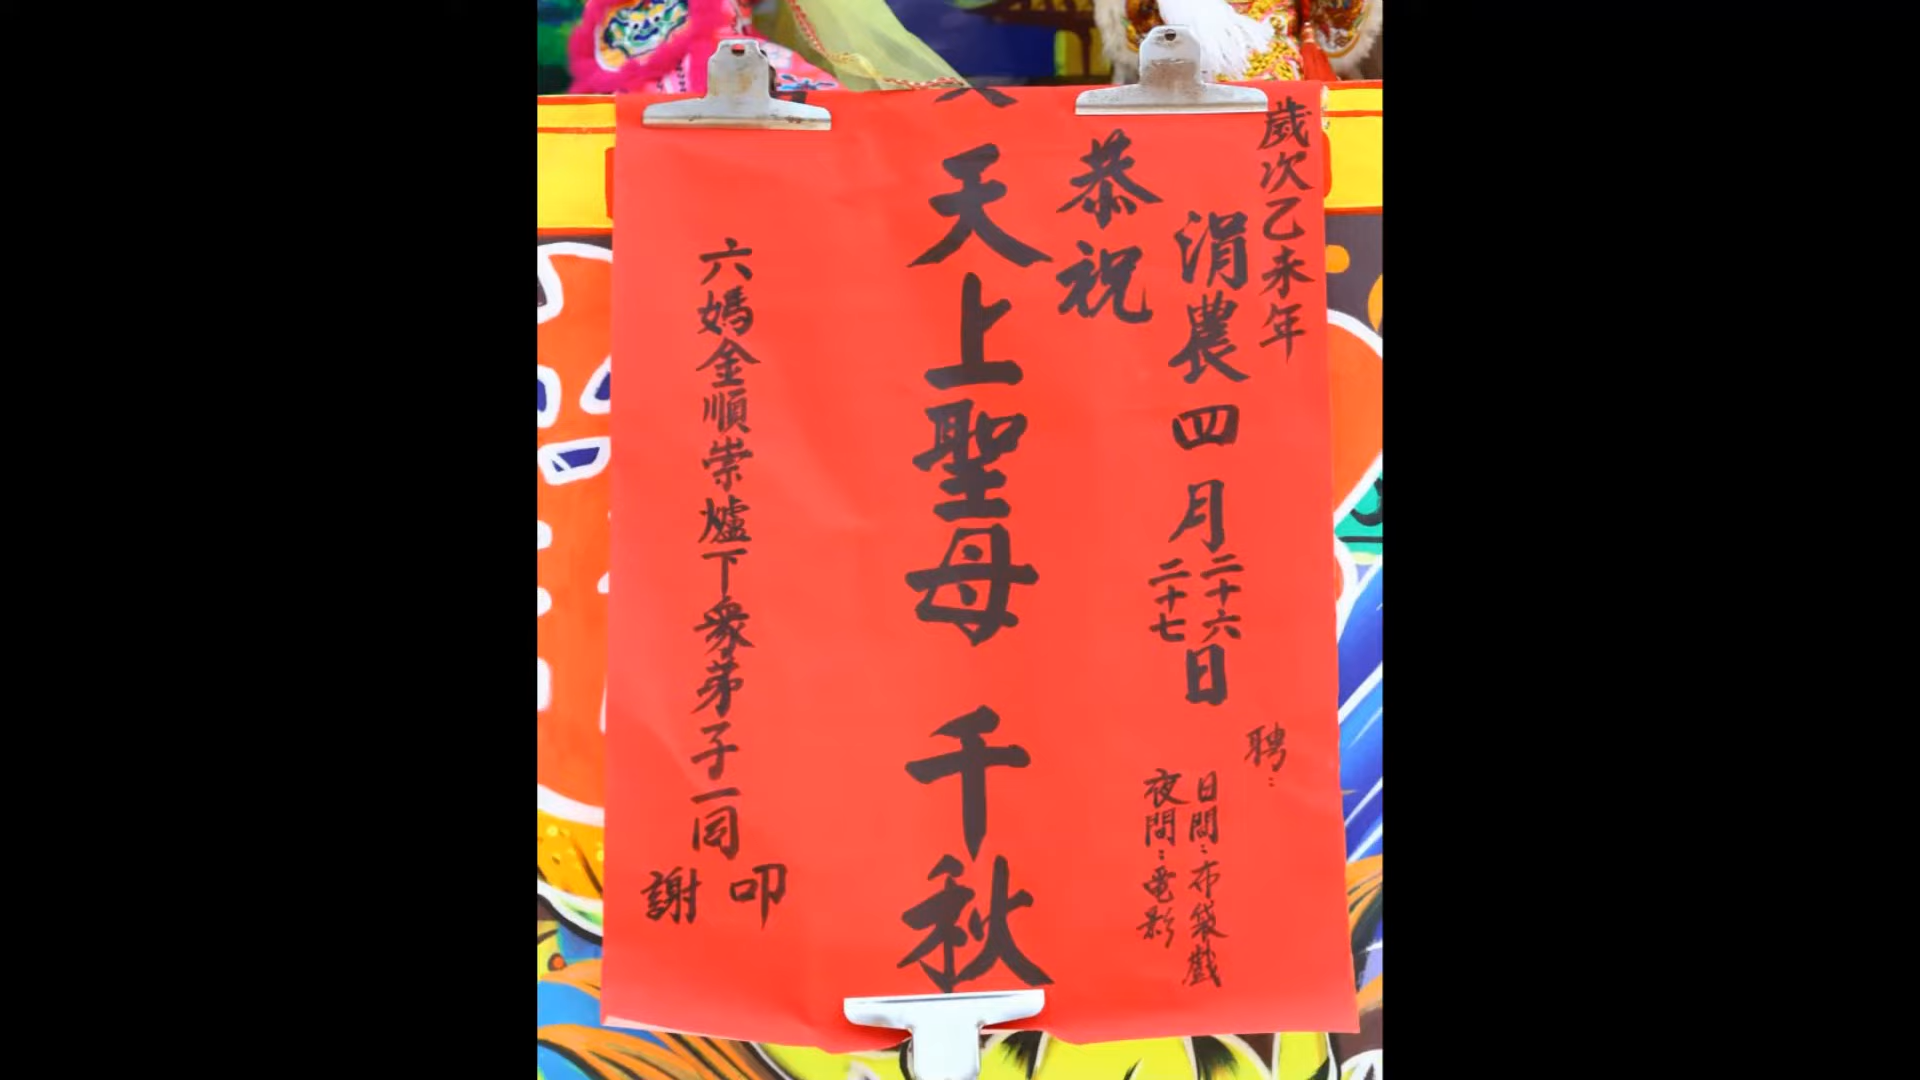 歲次乙未年
涓農四月二十六二十七日
聘：
日間：布袋戲
夜間：電影
恭祝
天上聖母 千秋
六媽金順崇爐下眾弟子一同
叩謝